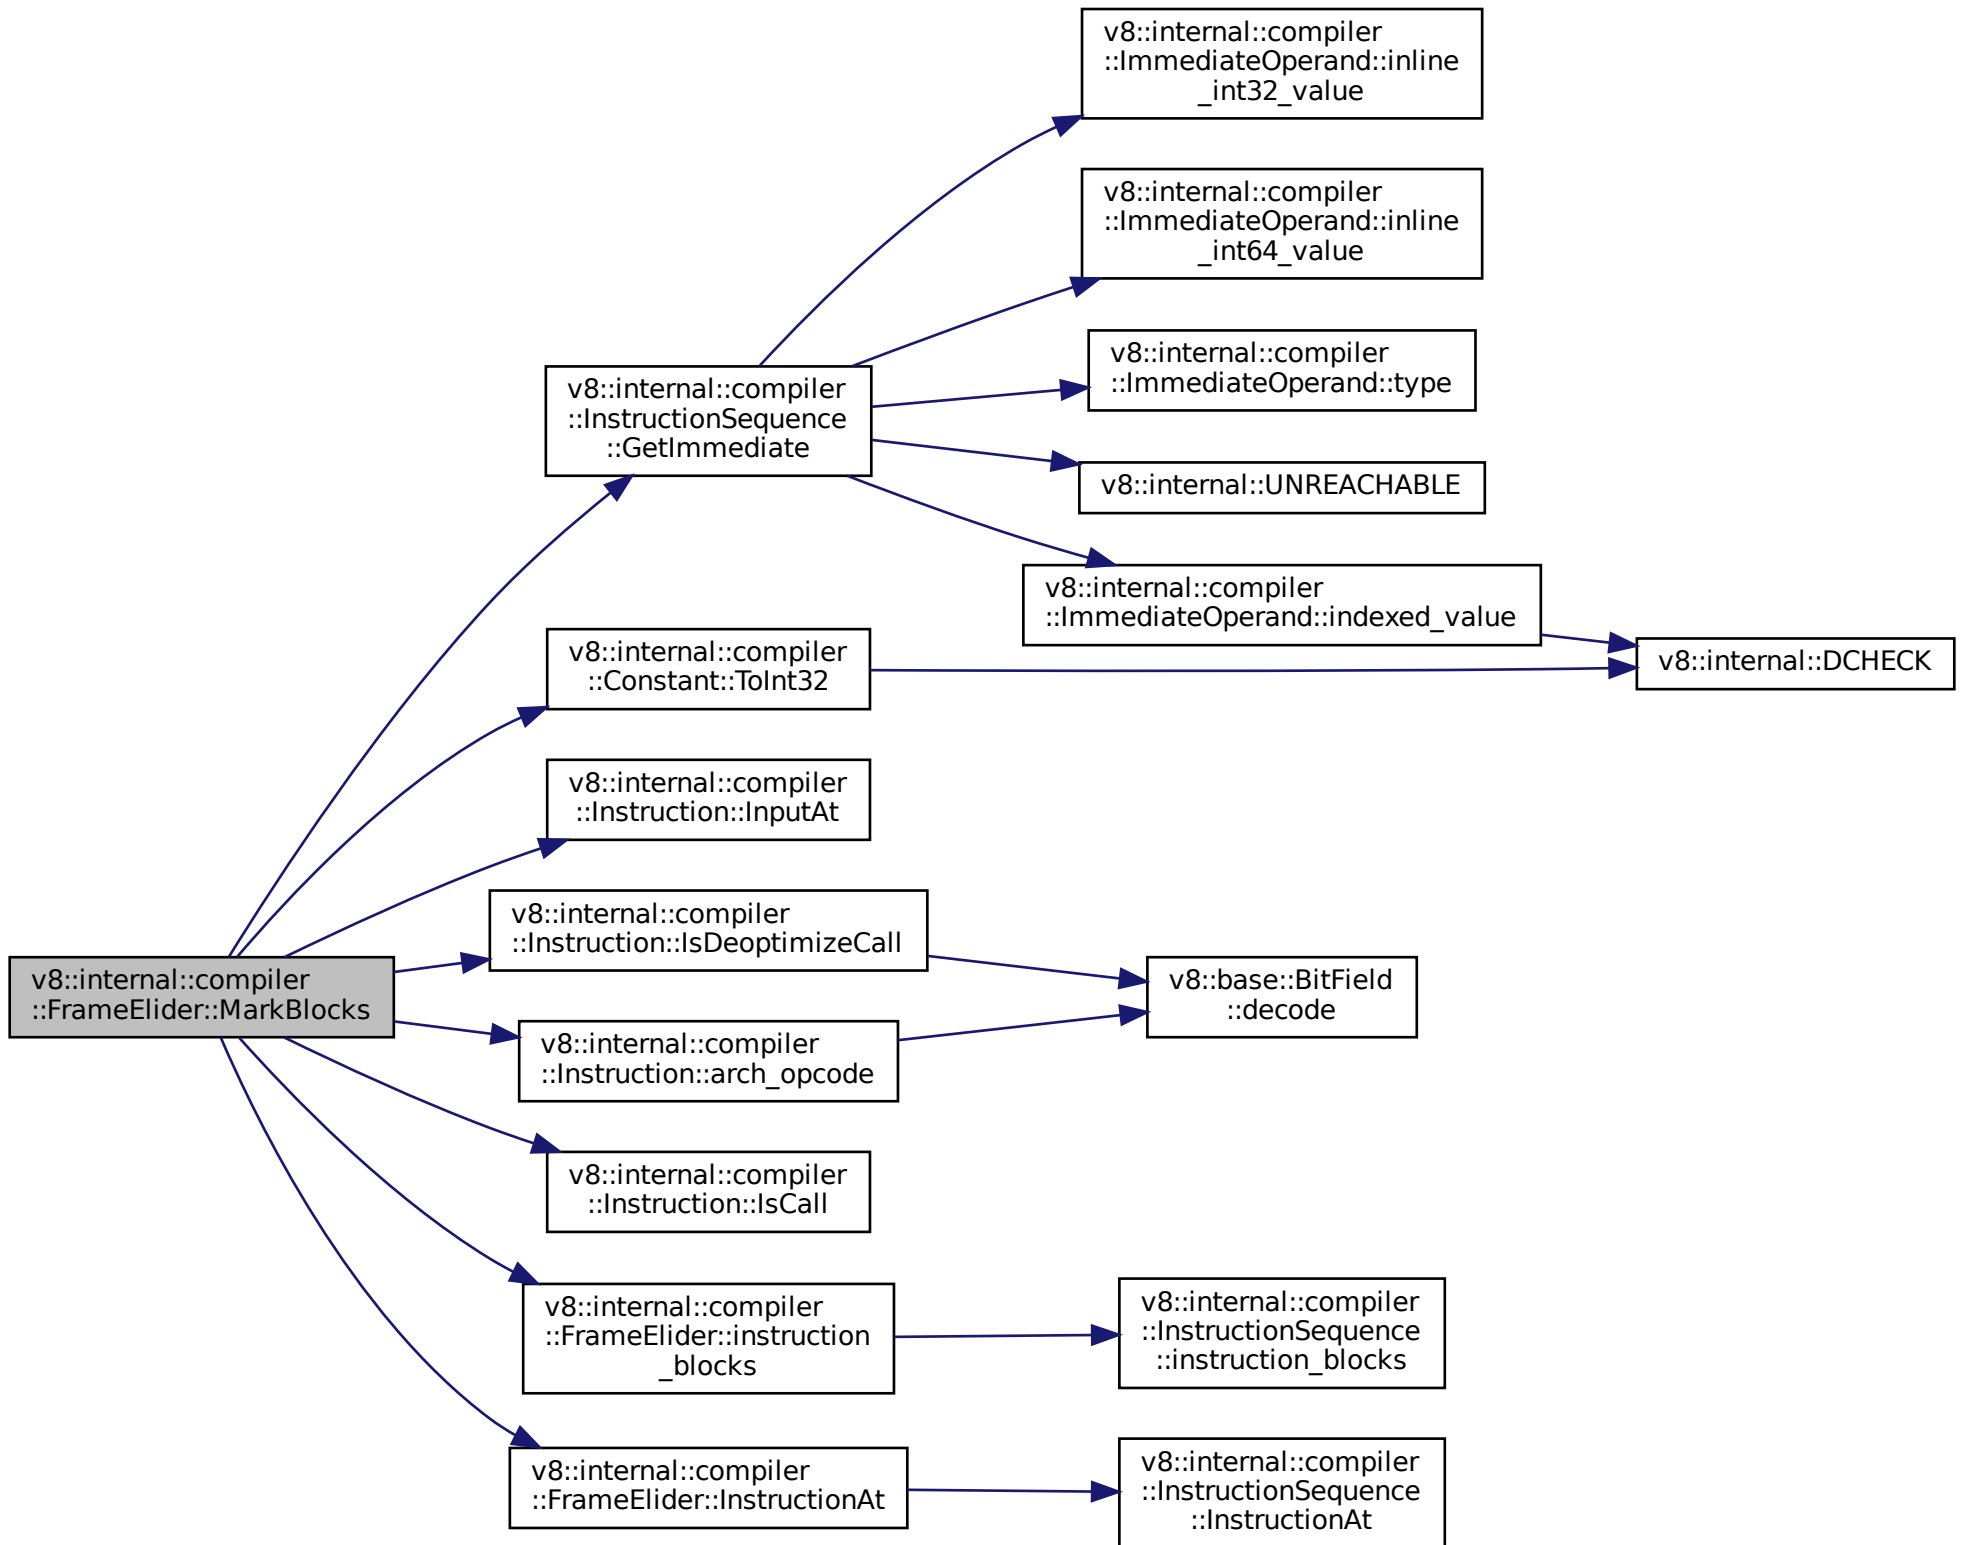 v8::internal::compiler
::ImmediateOperand::inline
_int32_value
v8::internal::compiler
::ImmediateOperand::inline
_int64_value
v8::internal::compiler
::ImmediateOperand::type
v8::internal::compiler
::InstructionSequence
::GetImmediate
v8::internal::UNREACHABLE
v8::internal::compiler
::ImmediateOperand::indexed_value
v8::internal::compiler
::Constant::ToInt32
v8::internal::DCHECK
v8::internal::compiler
::Instruction::InputAt
v8::internal::compiler
::Instruction::IsDeoptimizeCall
v8::internal::compiler
::FrameElider::MarkBlocks
v8::base::BitField
::decode
v8::internal::compiler
::Instruction::arch_opcode
v8::internal::compiler
::Instruction::IsCall
v8::internal::compiler
::FrameElider::instruction
_blocks
v8::internal::compiler
::InstructionSequence
::instruction_blocks
v8::internal::compiler
::FrameElider::InstructionAt
v8::internal::compiler
::InstructionSequence
::InstructionAt